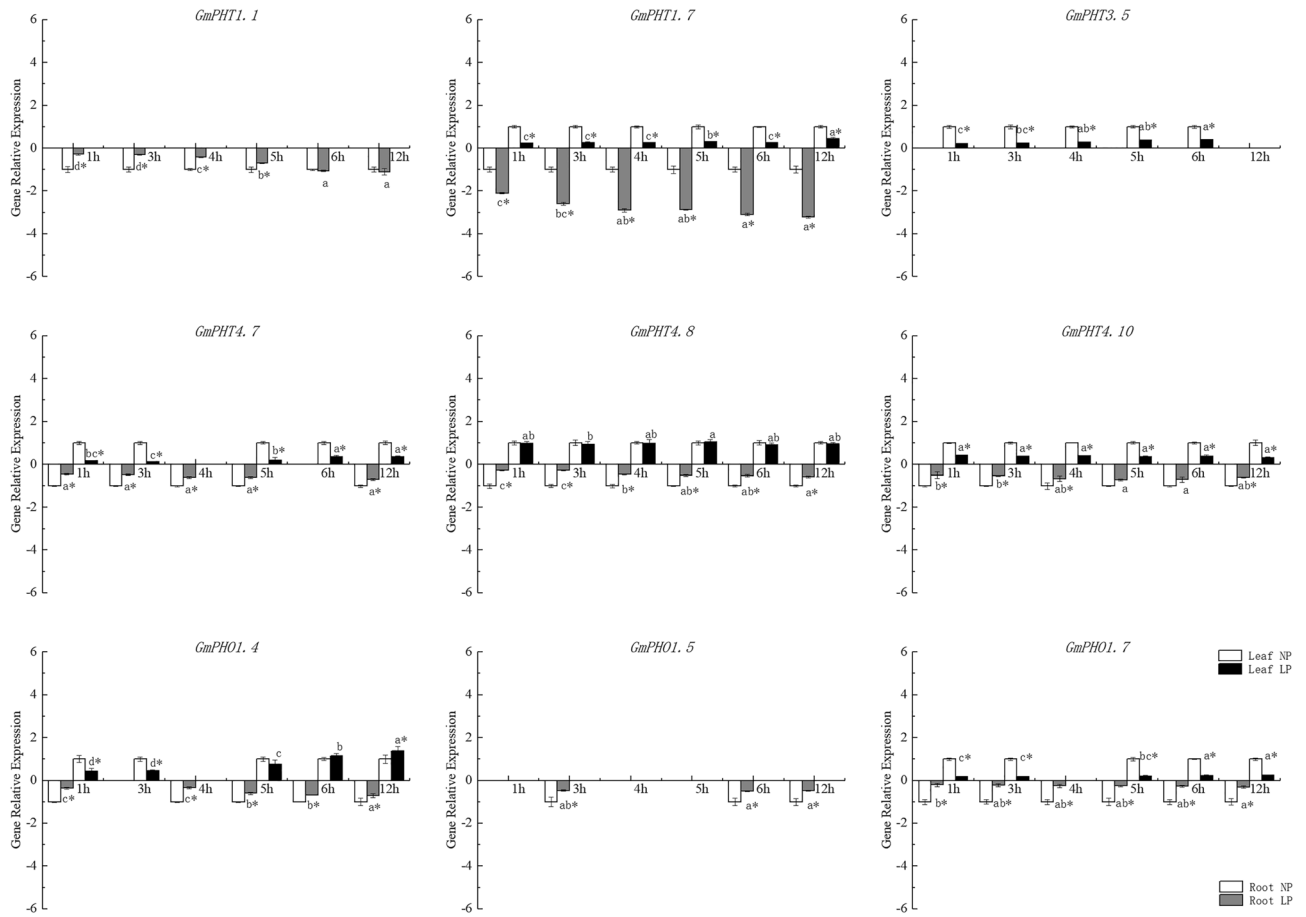 GmPHT1.1
Gene Relative Expression
6
4
2
0
-2
-4
-6
1h 3h 4h 5h 6h 12h
d* d* c* b* a a
GmPHT1.7
Gene Relative Expression
6
4
2
0
-2
-4
-6
c* c* c* b* c* a*
1h 3h 4h 5h 6h 12h
c* bc* ab* ab* a* a*
GmPHT3.5
Gene Relative Expression
6
4
2
0
-2
-4
-6
c* bc* ab* ab* a*
1h 3h 4h 5h 6h 12h
GmPHT4.7
Gene Relative Expression
6
4
2
0
-2
-4
-6
bc* c* b* a* a*
1h 3h 4h 5h 6h 12h
a* a* a* a* a*
GmPHT4.8
Gene Relative Expression
6
4
2
0
-2
-4
-6
ab b ab a ab ab
1h 3h 4h 5h 6h 12h
c* c* b* ab* ab* a*
GmPHT4.10
Gene Relative Expression
6
4
2
0
-2
-4
-6
a* a* a* a* a* a*
1h 3h 4h 5h 6h 12h
b* b* ab* a a ab*
GmPHO1.4
Gene Relative Expression
6
4
2
0
-2
-4
-6
d* d* c b a*
1h 3h 4h 5h 6h 12h
c* c* b* b* a*
GmPHO1.5
Gene Relative Expression
6
4
2
0
-2
-4
-6
1h 3h 4h 5h 6h 12h
ab* a* a*
GmPHO1.7
Gene Relative Expression
6
4
2
0
-2
-4
-6
c* c* bc* a* a*
1h 3h 4h 5h 6h 12h
b* ab* ab* ab* ab* a*
Leaf NP
Leaf LP
Root NP
Root LP